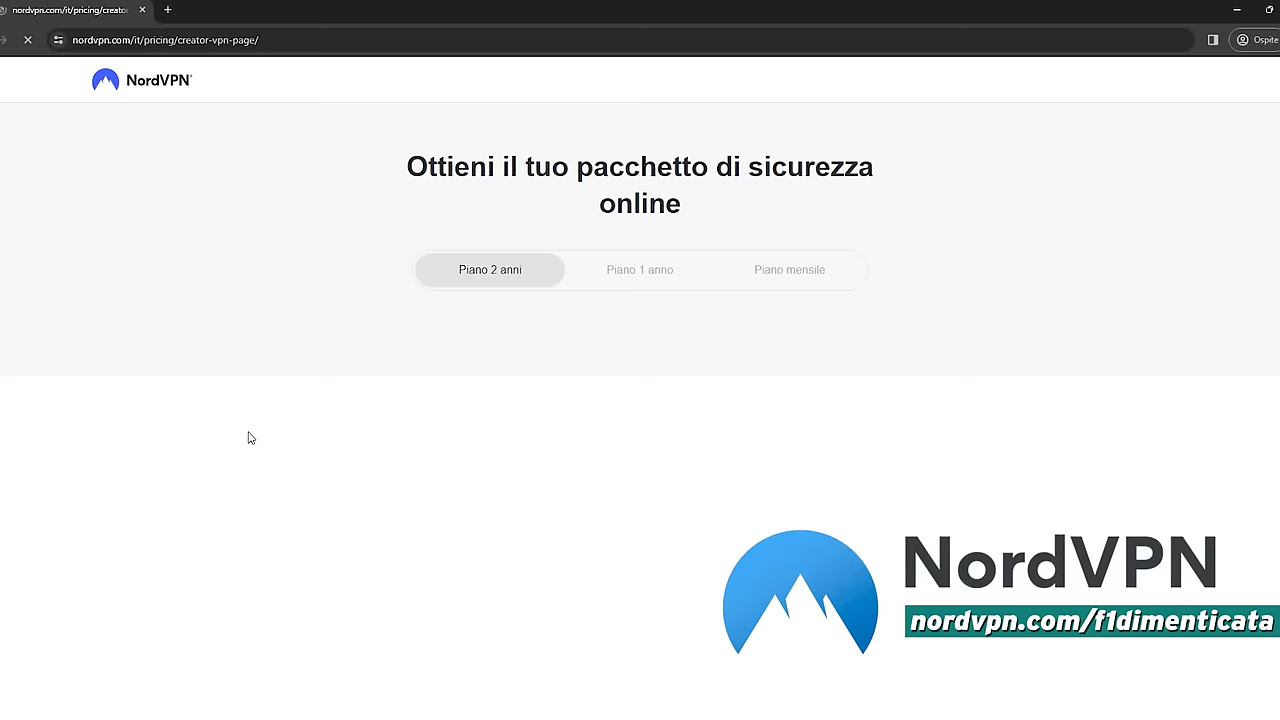 nordvpn.com/it/pricing/creato
nordvpn.com/it/pricing/creator-vpn-page/
Ospite
NordVPN
Ottieni il tuo pacchetto di sicurezza
online
Piano 2 anni
Piano 1 anno
Piano mensile
NordVPN
nordvpn.com/f1dimenticata